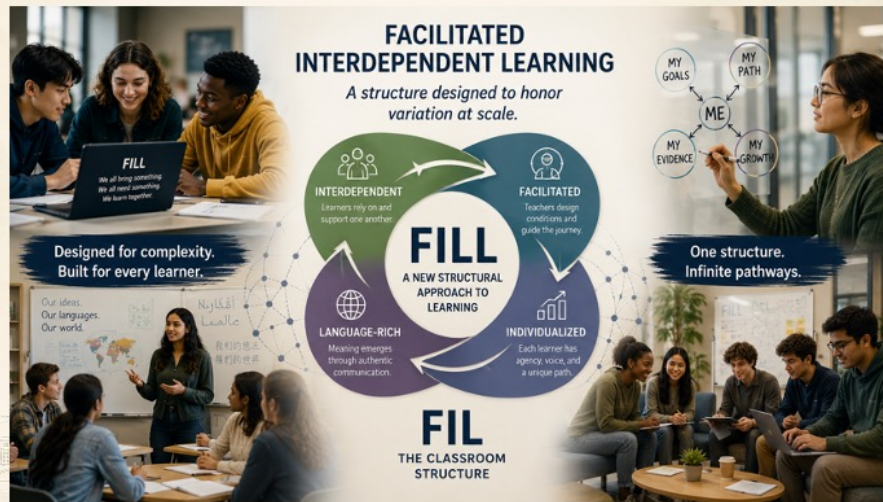 FACILITATED
INTERDEPENDENT LEARNING
A structure designed to honor
variation at scale.
FILL
We all bring something.
We all need something.
We learn together.
Designed for complexity.
Built for every learner.
INTERDEPENDENT
Learners rely on and
support one another.
FACILITATED
Teachers design
conditions and
guide the journey.
FILL
A NEW STRUCTURAL
APPROACH TO
LEARNING
LANGUAGE-RICH
Meaning emerges
through authentic
communication.
INDIVIDUALIZED
Each learner has
agency, voice, and
a unique path.
FIL
THE CLASSROOM
STRUCTURE
MY
GOALS
MY
PATH
ME
MY
EVIDENCE
MY
GROWTH
One structure.
Infinite pathways.
Our ideas.
Our languages.
Our world.
FILL